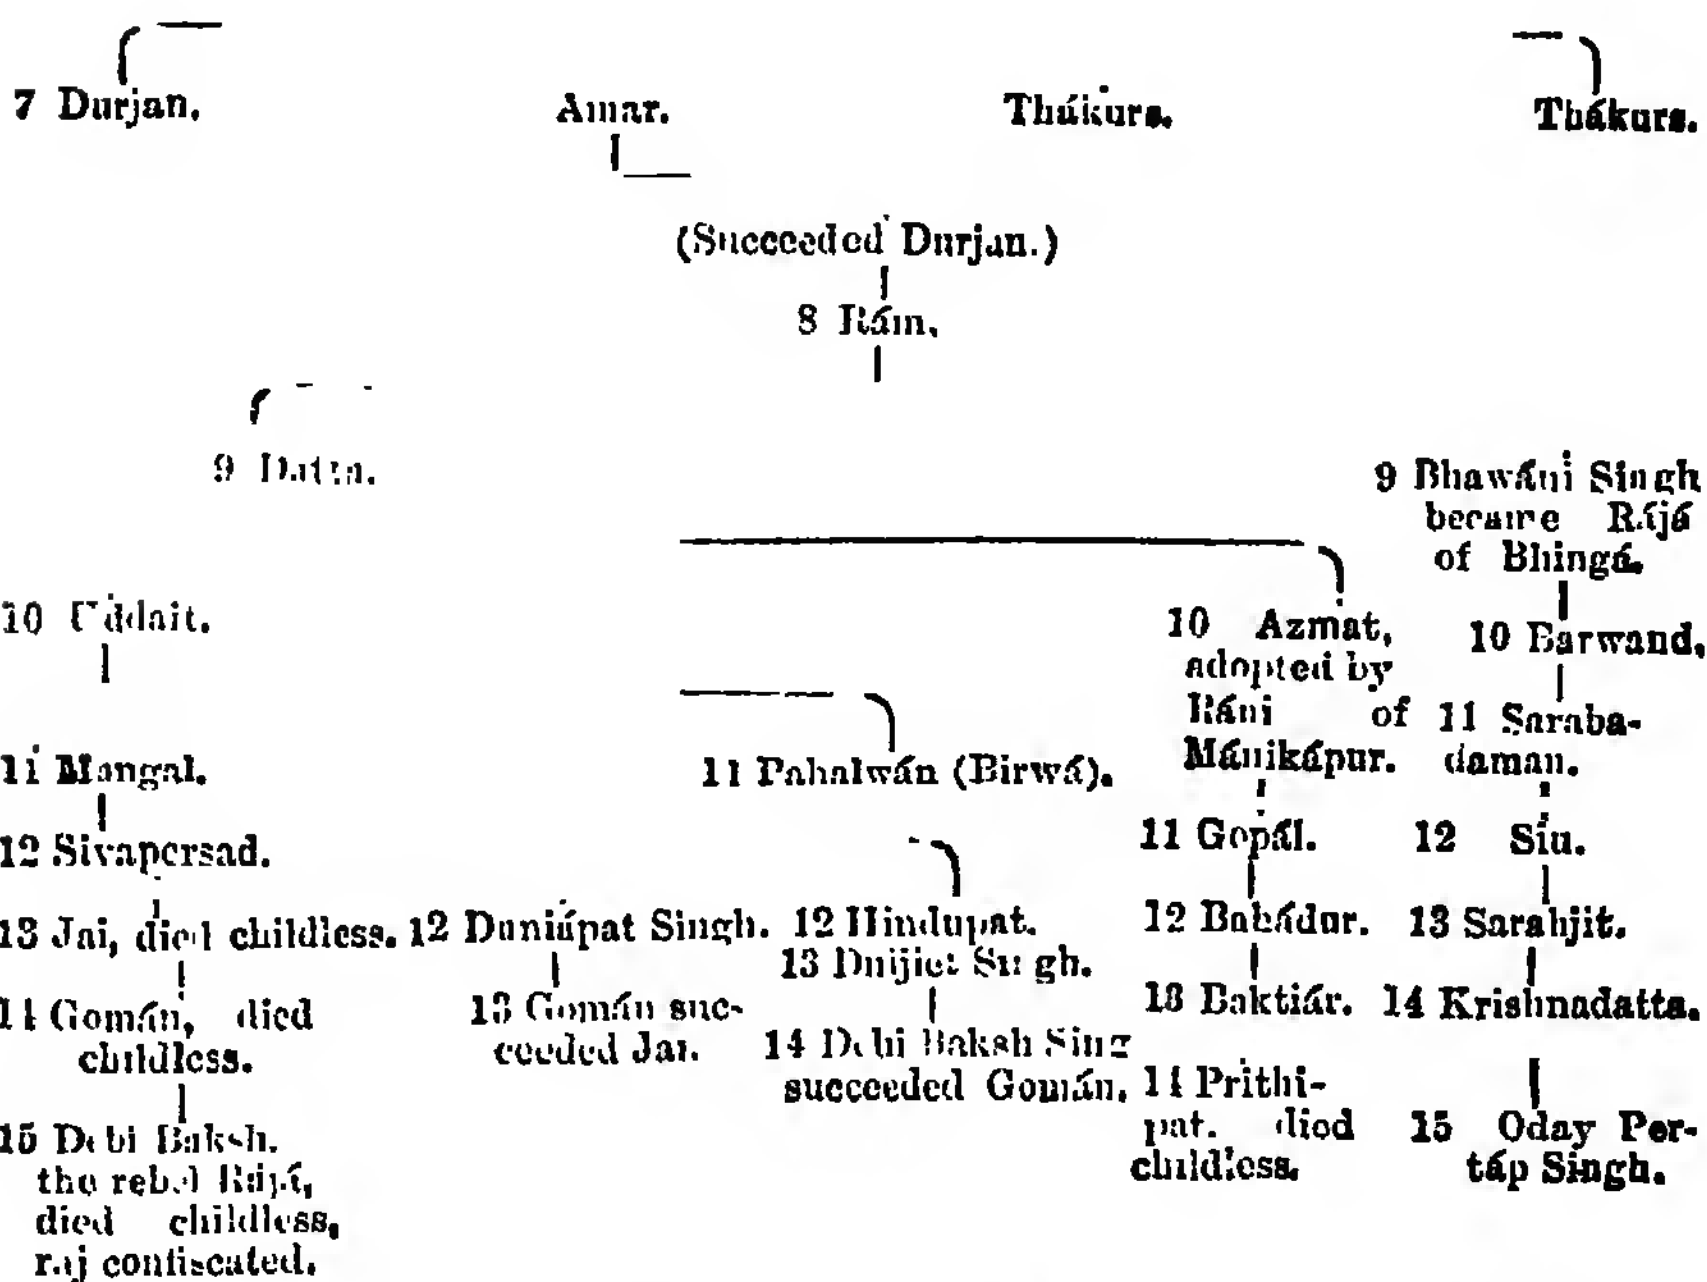 7 Durjan.
Amar.
Thákurs.
Thákurs.
(Succeeded Durjan.)
8 Rám.
9 Datta.
9 Bhawáni Singh
became Rájá
of Bhingá.
10 Uddait.
10 Azmat,
adopted by
Ráni of
Mánikápur.
10 Barwand.
11 Mangal.
11 Pahalwán (Birwá).
11 Saraba-
daman.
12 Sivapersad.
11 Gopál.
12 Siu.
13 Jai, died childless.
12 Duniápat Singh.
12 Hindupat.
12 Bahádur.
13 Sarabjit.
13 Singh.
14 Gomán, died
childless.
13 Gomán suc-
ceeded Jai.
14 Debi Baksh Sing
succeeded Gomán.
13 Baktiár.
14 Krishnadatta.
14 Prithi-
pat. died
childless.
15 Debi Baksh.
the rebel Rájá,
died childless,
raj confiscated.
15 Oday Per-
táp Singh.